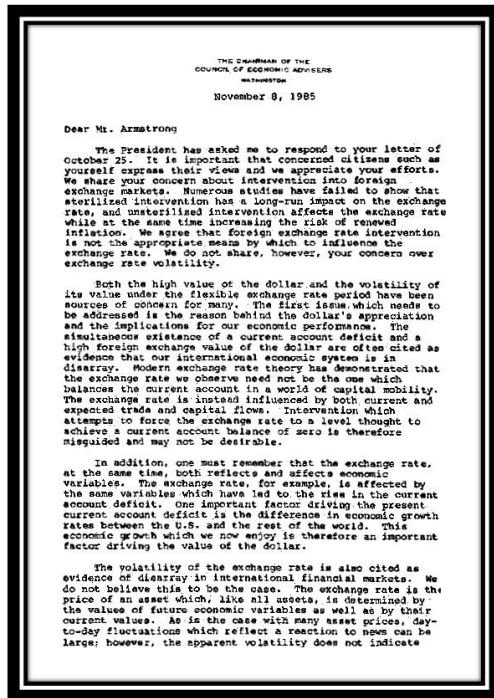 THE CHAIRMAN OF THE
COUNCIL OF ECONOMIC ADVISERS
WASHINGTON
November 8, 1985
Dear Mr. Armstrong
The President has asked me to respond to your letter of
October 25. It is important that concerned citizens such as
yourself express their views and we appreciate your efforts.
We share your concern about intervention into foreign
exchange markets. Numerous studies have failed to show that
sterilized intervention has a long-run impact on the exchange
rate, and unsterilized intervention affects the exchange rate
while at the same time increasing the risk of renewed
inflation. We agree that foreign exchange rate intervention
is not the appropriate means by which to influence the
exchange rate. We do not share, however, your concern over
exchange rate volatility.
Both the high value of the dollar and the volatility of
its value under the flexible exchange rate period have been
sources of concern for many. The first issue which needs to
be addressed is the reason behind the dollar's appreciation
and the implications for our economic performance. The
simultaneous existence of a current account deficit and a
high foreign exchange value of the dollar are often cited as
evidence that our international economic system is in
disarray. Modern exchange rate theory has demonstrated that
the exchange rate we observe need not be the one which
balances the current account in a world of capital mobility.
The exchange rate is instead influenced by both current and
expected trade and capital flows. Intervention which
attempts to force the exchange rate to a level thought to
achieve a current account balance of zero is therefore
misguided and may not be desirable.
In addition, one must remember that the exchange rate,
at the same time, both reflects and affects economic
variables. The exchange rate, for example, is affected by
the same variables which have led to the rise in the current
account deficit. One important factor driving the present
current account deficit is the difference in economic growth
rates between the U.S. and the rest of the world. This
economic growth which we now enjoy is therefore an important
factor driving the value of the dollar.
The volatility of the exchange rate is also cited as
evidence of disarray in international financial markets. We
do not believe this to be the case. The exchange rate is the
price of an asset which, like all assets, is determined by
the values of future economic variables as well as by their
current values. As is the case with many asset prices, day-
to-day fluctuations which reflect a reaction to news can be
large; however, the apparent volatility does not indicate